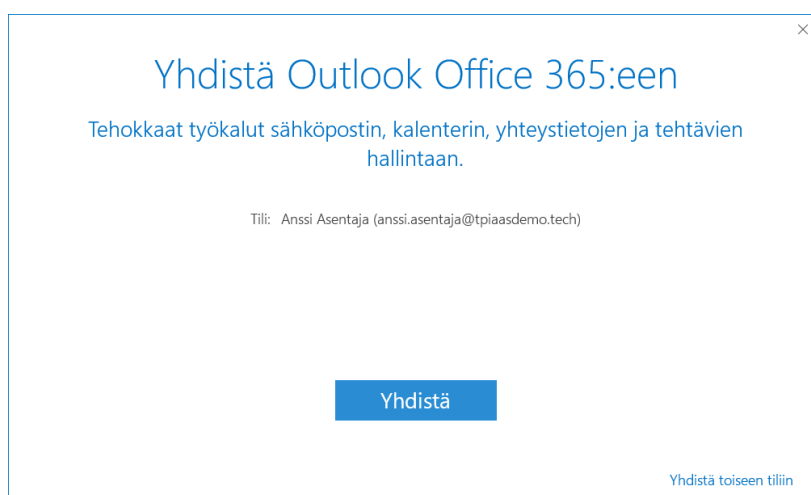 Yhdistä Outlook Office 365:een
Tehokkaat työkalut sähköpostin, kalenterin, yhteystietojen ja tehtävien
hallintaan.
Tili: Anssi Asentaja (anssi.asentaja@tpiaasdemo.tech)
Yhdistä
Yhdistä toiseen tiliin